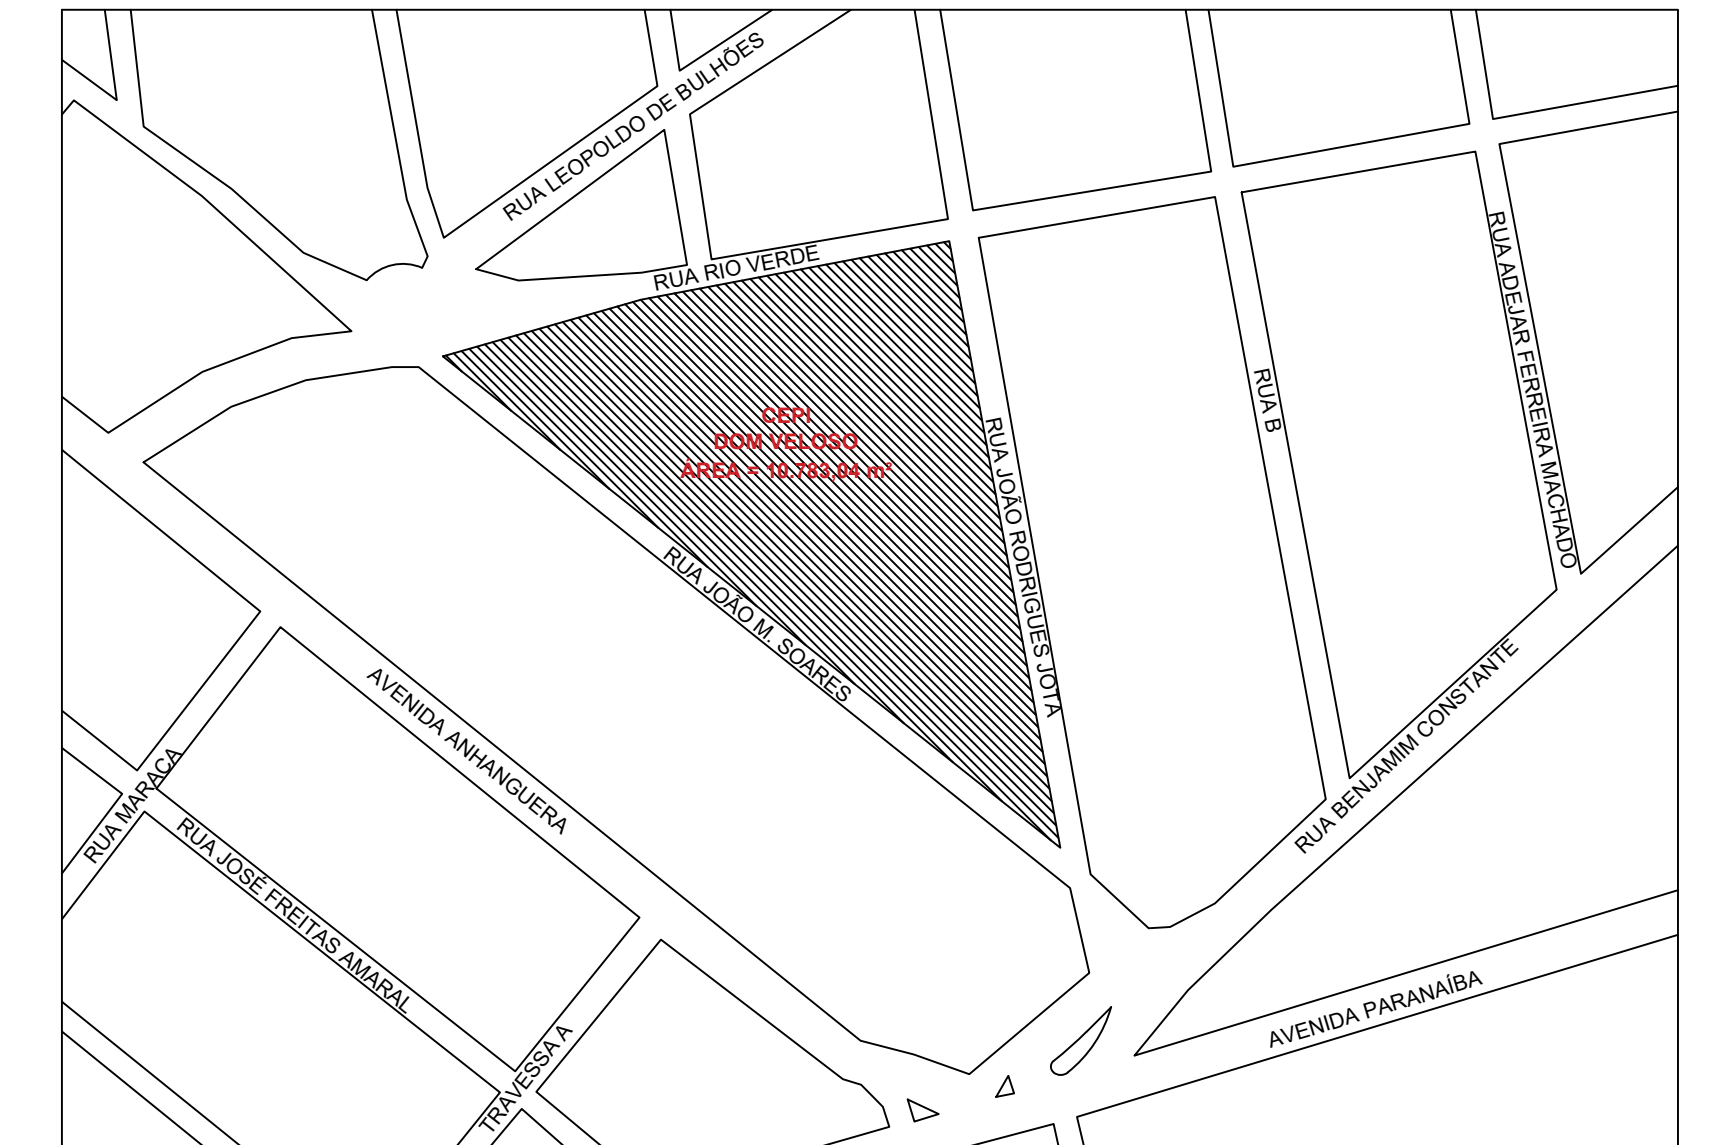 RUA LEOPOLDO DE BULHÕES
RUA RIO VERDE
RUA ADEJAR FERREIRA MACHADO
RUA B
CEPI
DOM VELOSO
ÁREA = 10.783,04 m²
RUA JOÃO RODRIGUES JOTA
RUA JOÃO M. SOARES
AVENIDA ANHANGUERA
RUA BENJAMIM CONSTANTE
RUA MARACA
RUA JOSÉ FREITAS AMARAL
AVENIDA PARANAÍBA
TRAVESSA A